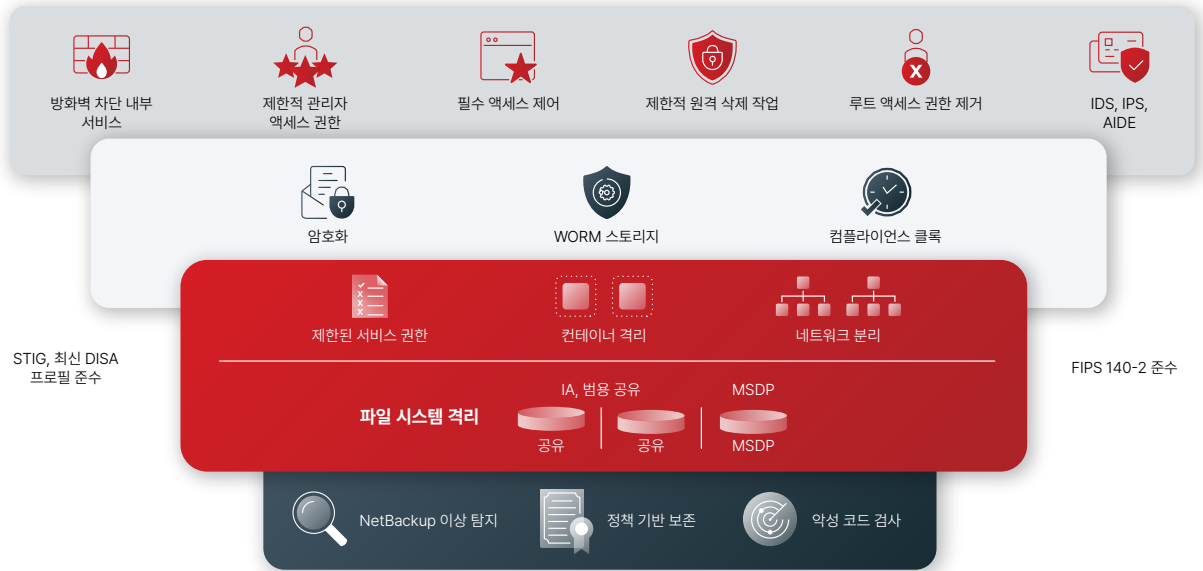 방화벽 차단 내부
서비스
제한적 관리자
액세스 권한
필수 액세스 제어
제한적 원격 삭제 작업
루트 액세스 권한 제거
IDS, IPS,
AIDE
암호화
WORM 스토리지
컴플라이언스 클록
제한된 서비스 권한
컨테이너 격리
네트워크 분리
STIG, 최신 DISA
프로필 준수
FIPS 140-2 준수
파일 시스템 격리
IA, 범용 공유
MSDP
공유
공유
MSDP
NetBackup 이상 탐지
정책 기반 보존
악성 코드 검사